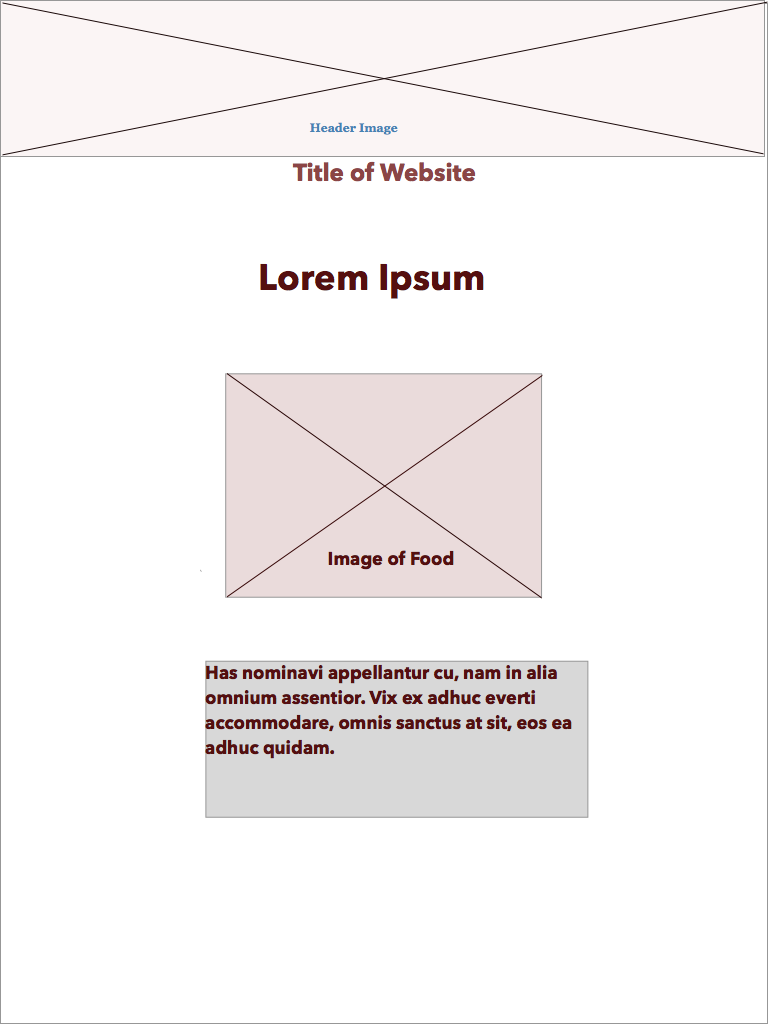 Header Image
Title of Website
Lorem Ipsum
Image of Food
Has nominavi appellantur cu, nam in alia
omnium assentior. Vix ex adhuc everti
accommodare, omnis sanctus at sit, eos ea
adhuc quidam.